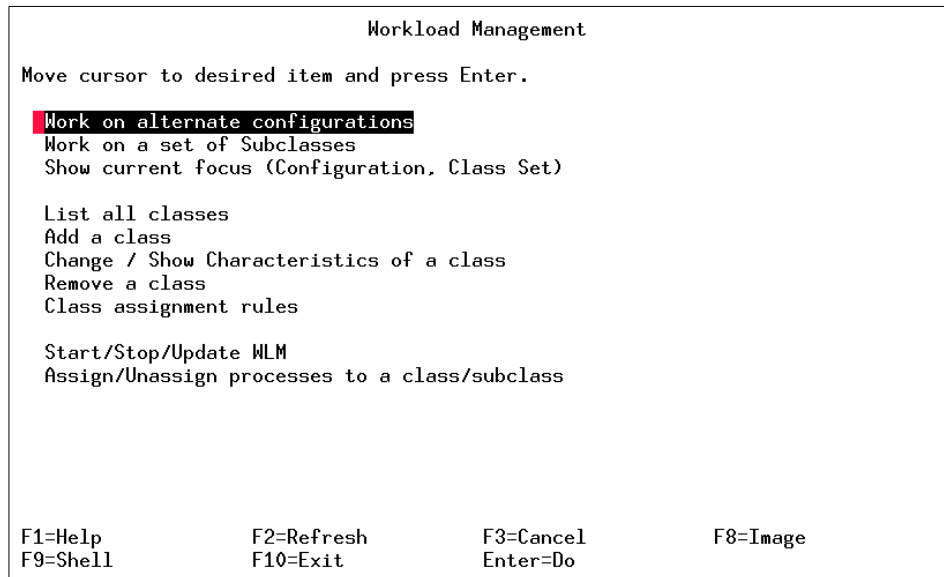 Workload Management
Move cursor to desired item and press Enter.
Work on alternate configurations
Work on a set of Subclasses
Show current focus (Configuration, Class Set)
List all classes
Add a class
Change / Show Characteristics of a class
Remove a class
Class assignment rules
Start/Stop/Update WLM
Assign/Unassign processes to a class/subclass
F1=Help F2=Refresh F3=Cancel F8=Image
F9=Shell F10=Exit Enter=Do